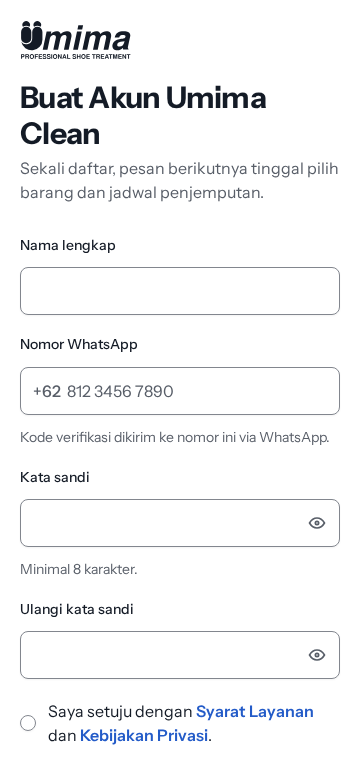 Umima
PROFESSIONAL SHOE TREATMENT
Buat Akun Umima
Clean
Sekali daftar, pesan berikutnya tinggal pilih
barang dan jadwal penjemputan.
Nama lengkap
Nomor WhatsApp
+62 812 3456 7890
Kode verifikasi dikirim ke nomor ini via WhatsApp.
Kata sandi
Minimal 8 karakter.
Ulangi kata sandi
Saya setuju dengan Syarat Layanan
dan Kebijakan Privasi.